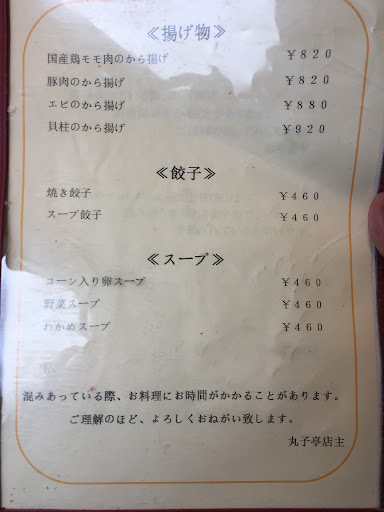 ≪揚げ物≫
国産鶏モモ肉のから揚げ ￥820
豚肉のから揚げ ￥820
エビのから揚げ ￥880
貝柱のから揚げ ￥920
≪餃子≫
焼き餃子 ￥460
スープ餃子 ￥460
≪スープ≫
コーン入り卵スープ ￥460
野菜スープ ￥460
わかめスープ ￥460
混みあっている際、お料理にお時間がかかることがあります。
ご理解のほど、よろしくおねがい致します。
丸子亭店主